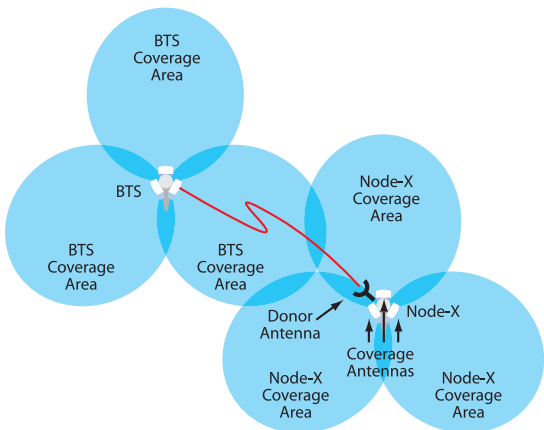 BTS
Coverage
Area
BTS
BTS
Coverage
Area
BTS
Coverage
Area
Node-X
Coverage
Area
Donor
Antenna
Node-X
Coverage
Antennas
Node-X
Coverage
Area
Node-X
Coverage
Area